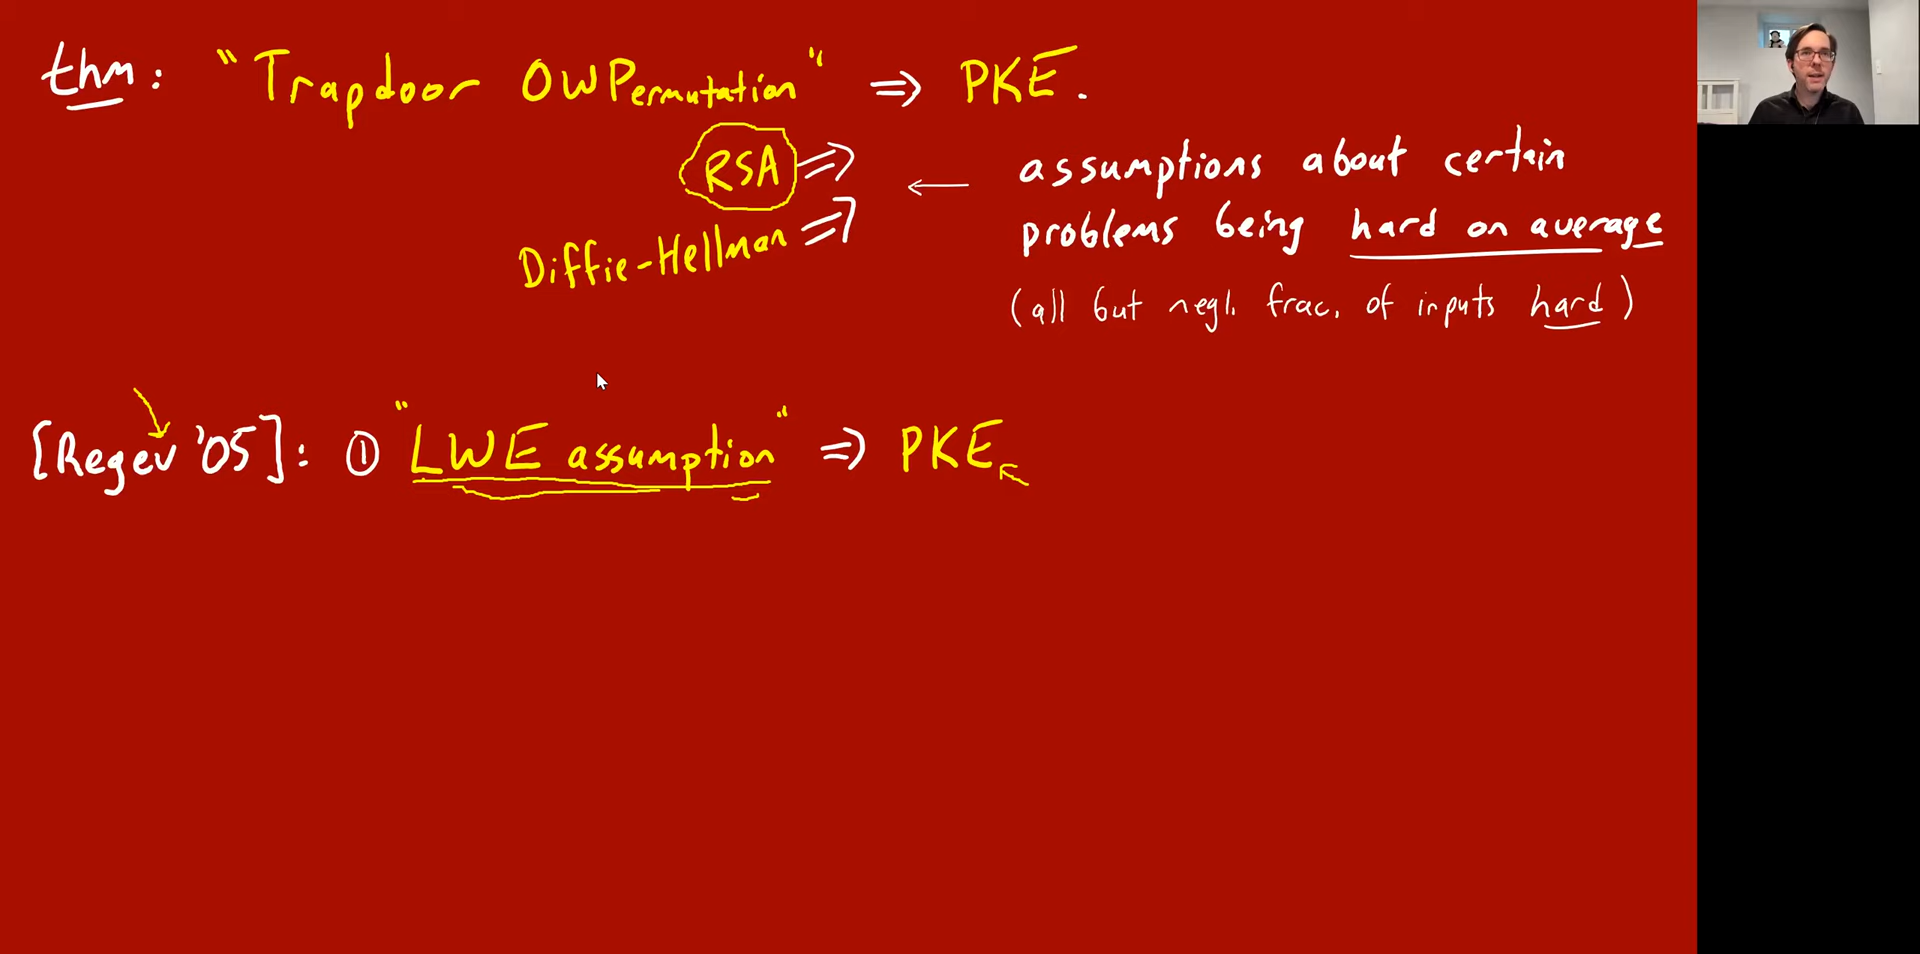 thm: "Trapdoor OWPermutation" ⇒ PKE.
RSA ⇒
Diffie-Hellman ⇒
← assumptions about certain
problems being hard on average
(all but negl. frac. of inputs hard)
[Regev '05]: ① "LWE assumption" ⇒ PKE